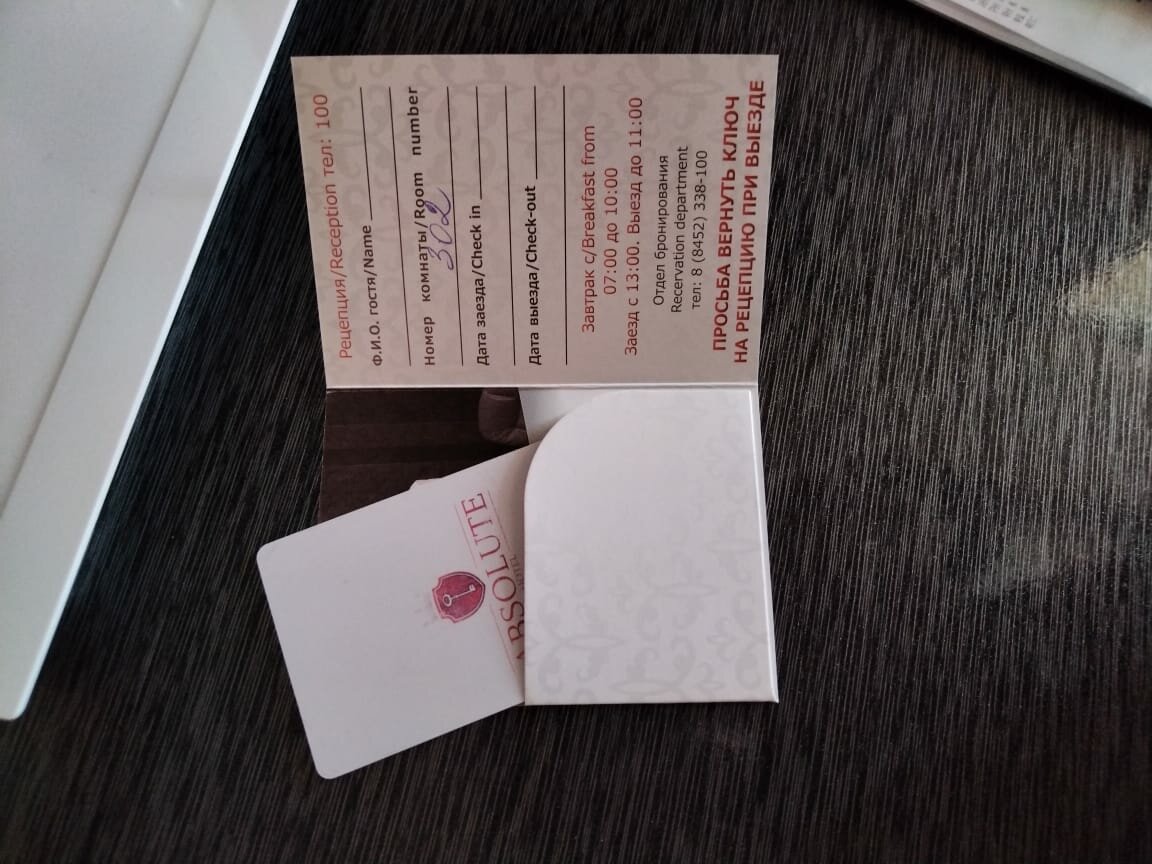 Рецепция/Reception тел: 100
Ф.И.О. гостя/Name
Номер комнаты/Room number
302
Дата заезда/Check in
Дата выезда/Check-out
Завтрак с/Breakfast from
07:00 до 10:00
Заезд с 13:00. Выезд до 11:00
Отдел бронирования
Recervation department
тел: 8 (8452) 338-100
ПРОСЬБА ВЕРНУТЬ КЛЮЧ
НА РЕЦЕПЦИЮ ПРИ ВЫЕЗДЕ
ABSOLUTE